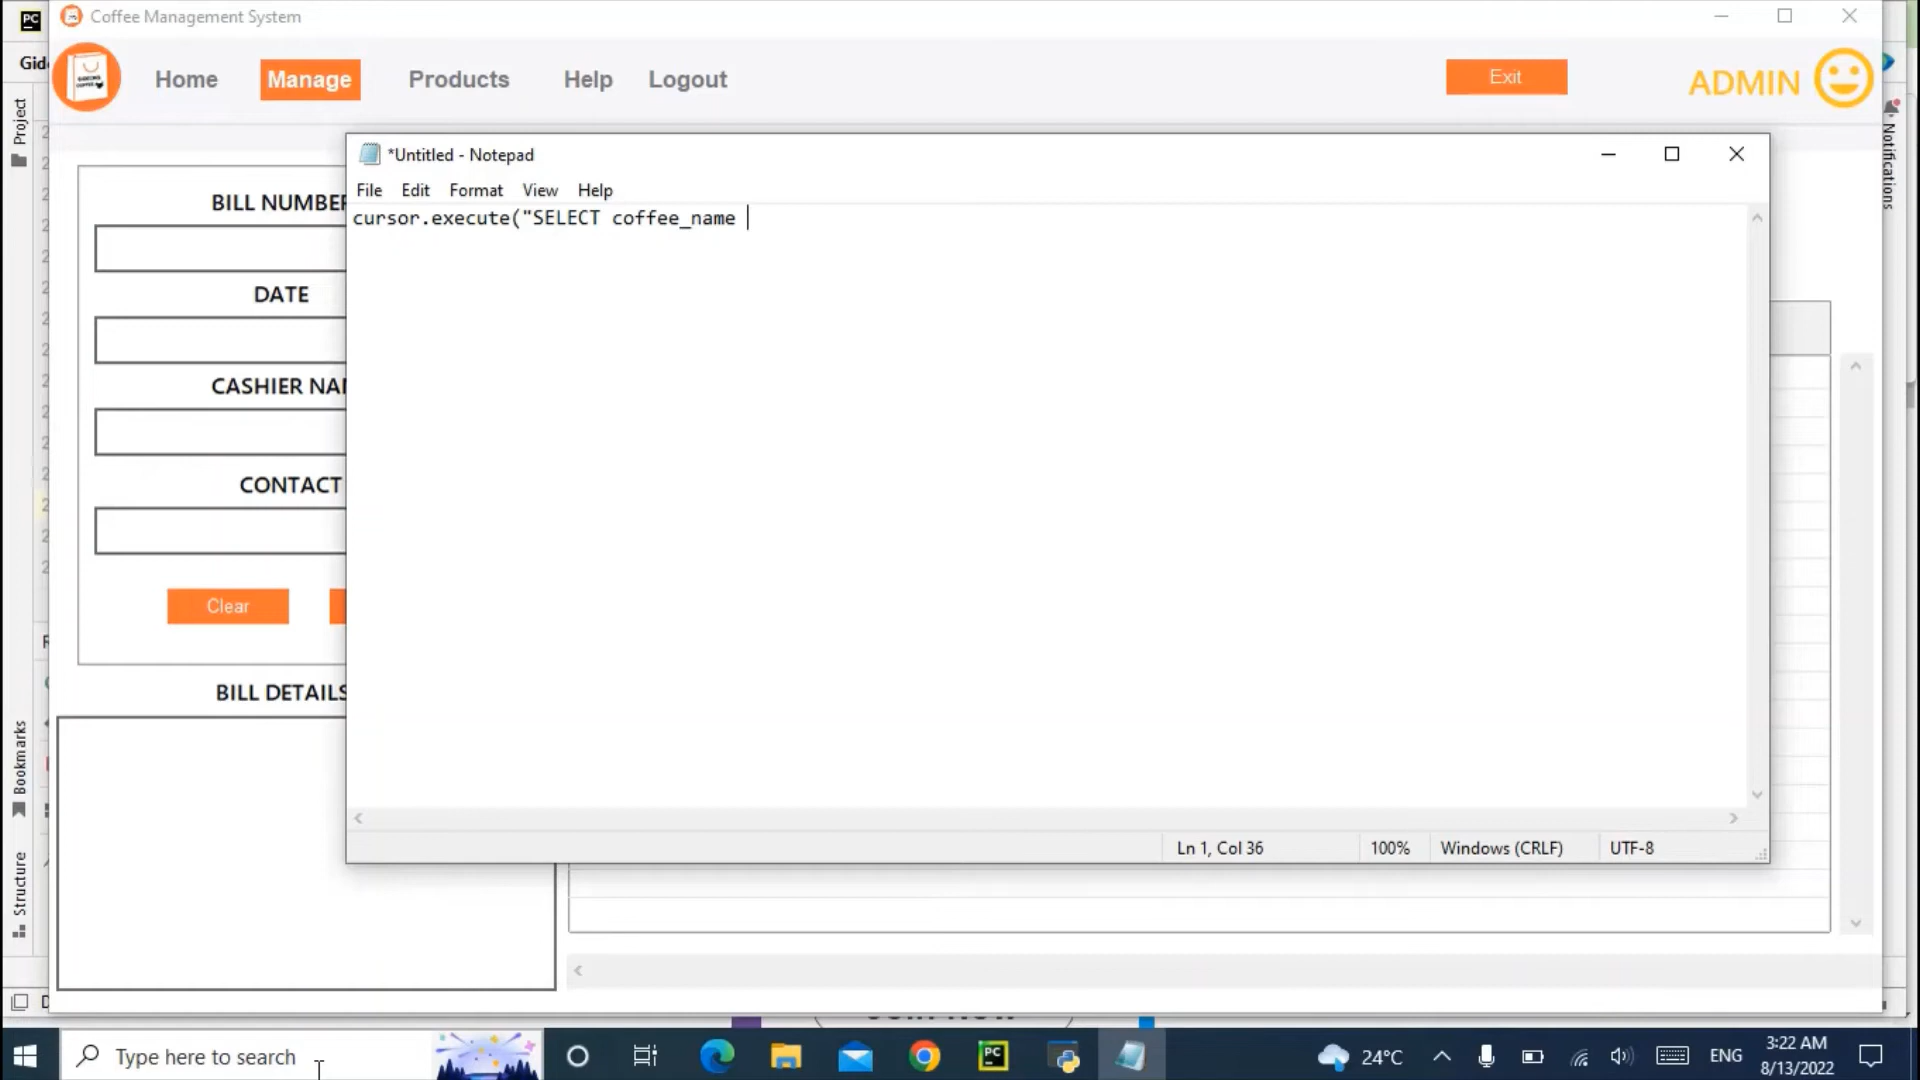 Coffee Management System
Home Manage Products Help Logout Exit ADMIN
Project
Notifications
*Untitled - Notepad
File Edit Format View Help
cursor.execute("SELECT coffee_name
BILL NUMBER
DATE
CONTACT
Clear
BILL DETAILS
Bookmarks
Structure
Ln 1, Col 36 100% Windows (CRLF) UTF-8
Type here to search
24°C ENG 3:22 AM
8/13/2022